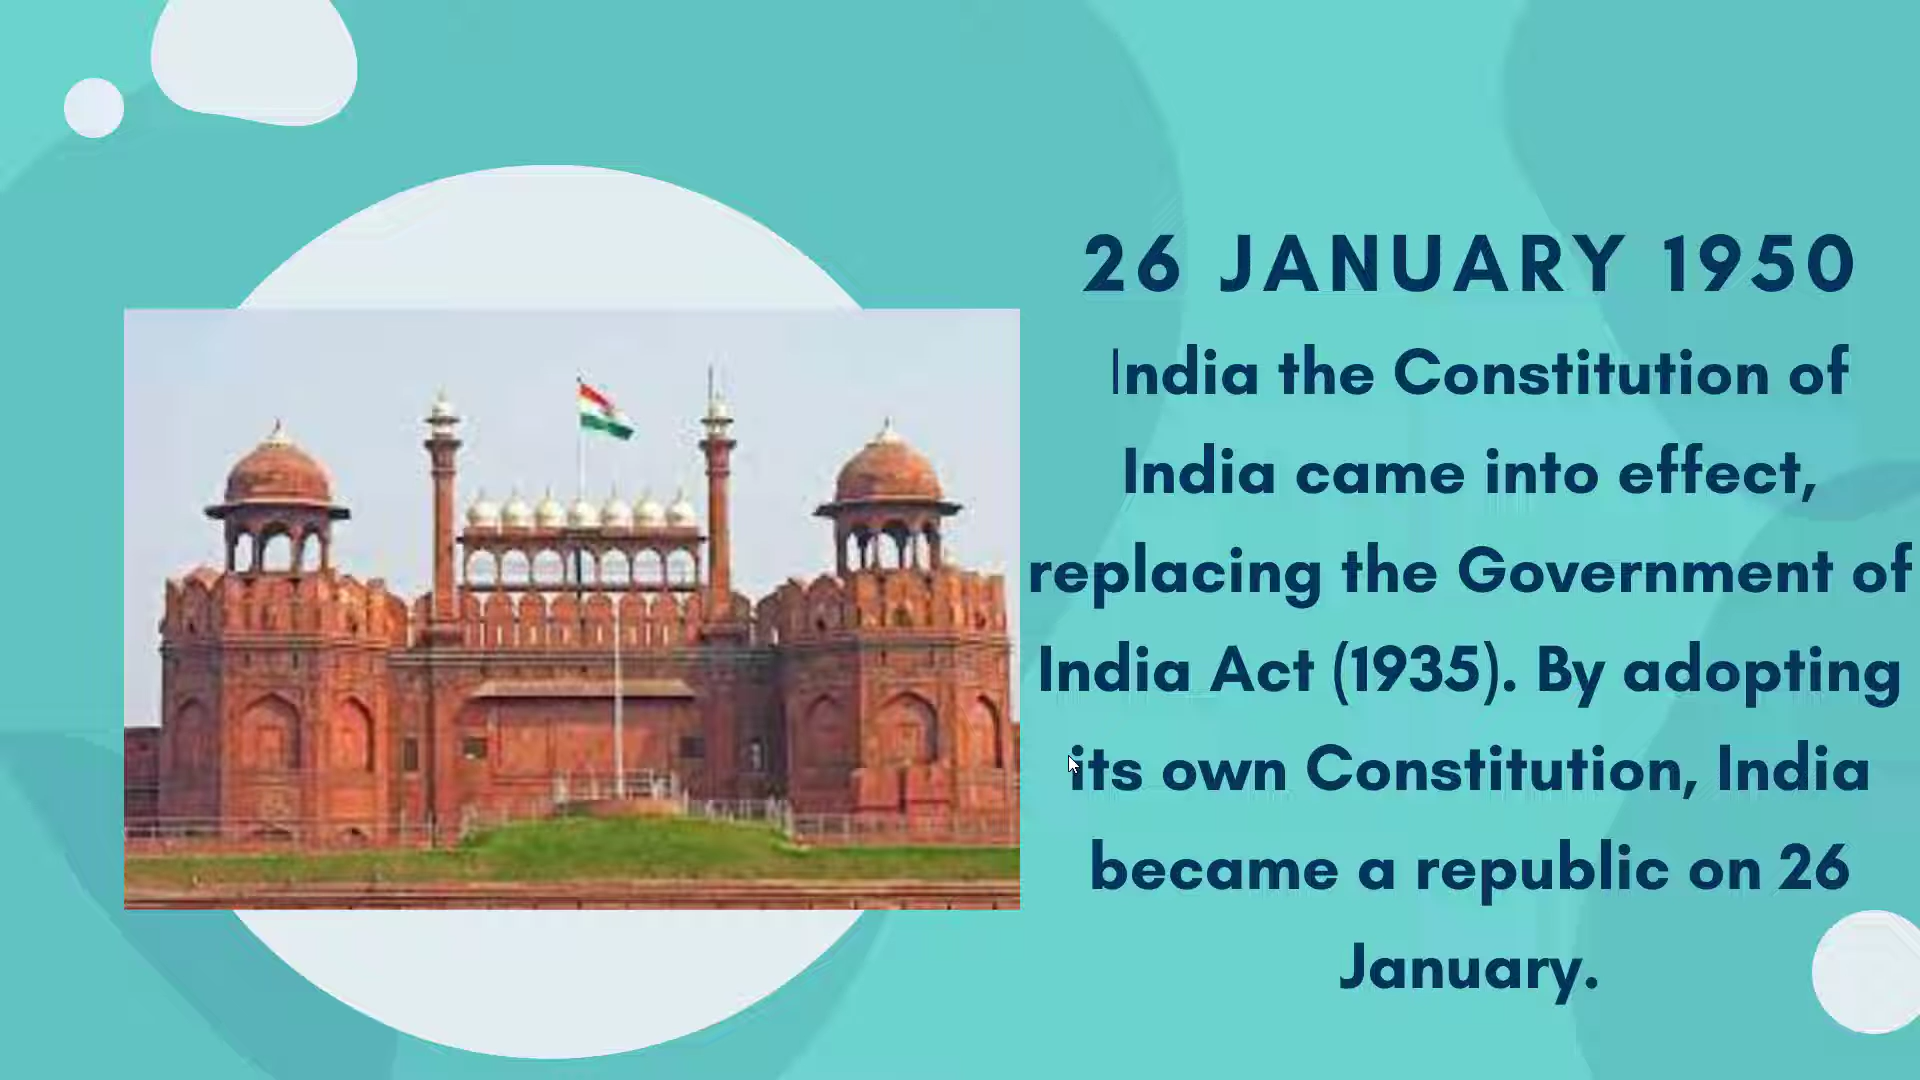 26 JANUARY 1950
India the Constitution of
India came into effect,
replacing the Government of
India Act (1935). By adopting
its own Constitution, India
became a republic on 26
January.